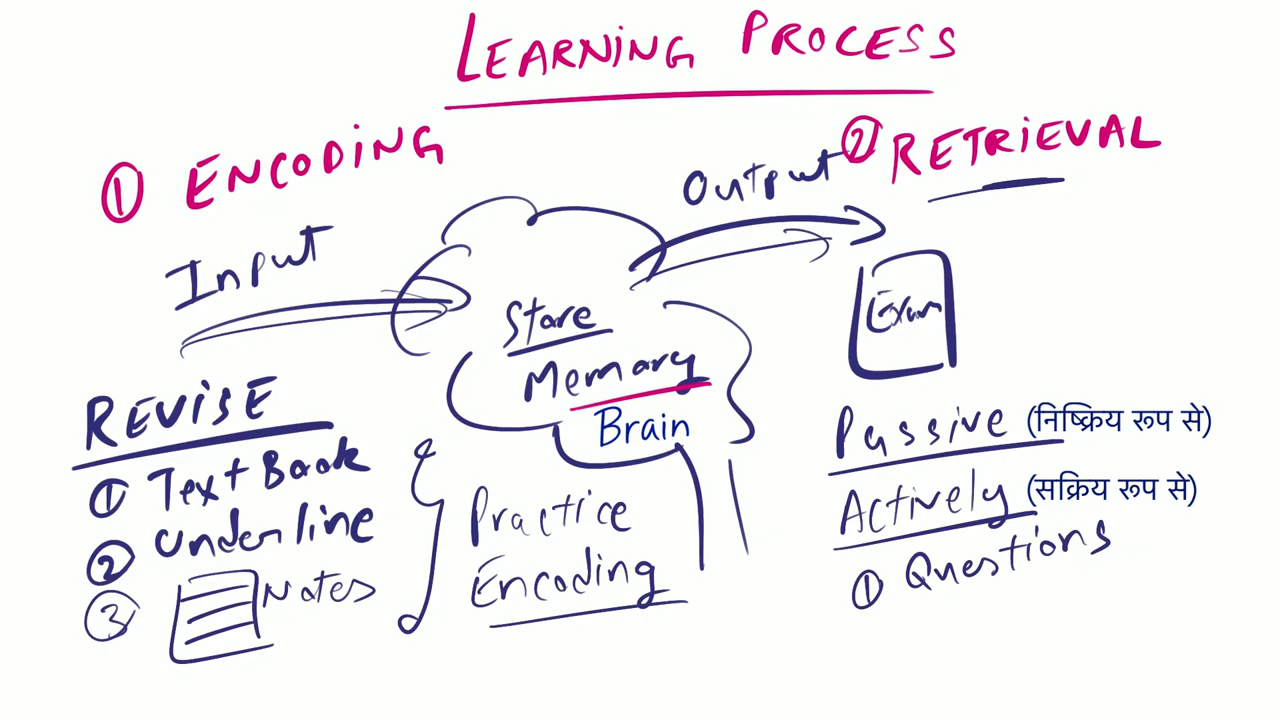 LEARNING PROCESS
① ENCODING
Output ② RETRIEVAL
Input
Store
Memary
Brain
Exam
REVISE
① Text Book
② Underline
③ Notes
Practice
Encoding
Passive (निष्क्रिय रूप से)
Actively (सक्रिय रूप से)
① Questions